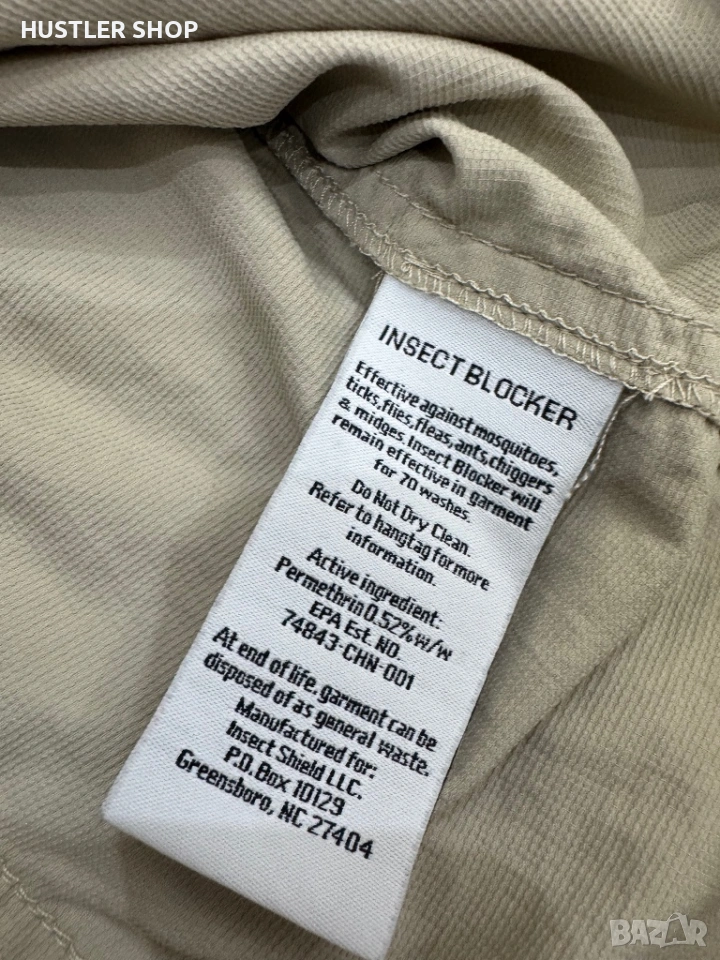 HUSTLER SHOP
INSECT BLOCKER
Effective against mosquitoes,
ticks,flies,fleas,ants,chiggers
& midges. Insect Blocker will
remain effective in garment
for 70 washes.
Do Not Dry Clean.
Refer to hangtag for more
information.
Active ingredient:
Permethrin 0.52% w/w
EPA Est. NO.
74843-CHN-001
At end of life, garment can be
disposed of as general waste.
Manufactured for:
Insect Shield LLC.
P.O. Box 10129
Greensboro, NC 27404
BAZAR